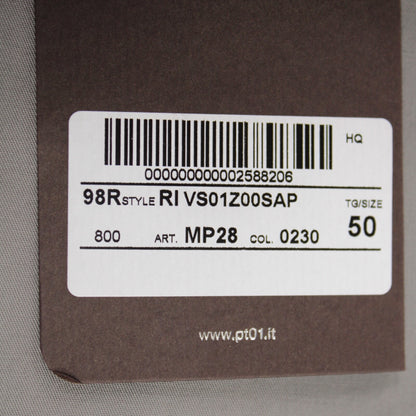 HQ
000000000002588206
98R STYLE RI VS01Z00SAP
TG/SIZE
50
800 ART. MP28 COL. 0230
www.pt01.it